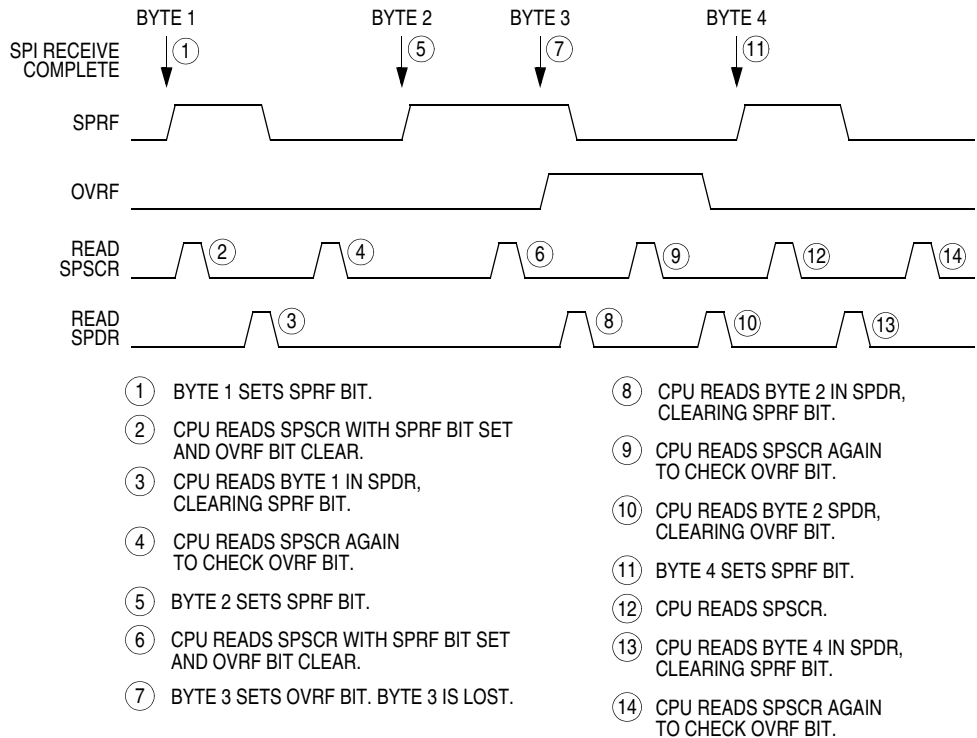 BYTE 1 BYTE 2 BYTE 3 BYTE 4
SPI RECEIVE
COMPLETE
1 5 7 11
SPRF
OVRF
READ
SPSCR
2 4 6 9 12 14
READ
SPDR
3 8 10 13
1 BYTE 1 SETS SPRF BIT.
2 CPU READS SPSCR WITH SPRF BIT SET
AND OVRF BIT CLEAR.
3 CPU READS BYTE 1 IN SPDR,
CLEARING SPRF BIT.
4 CPU READS SPSCR AGAIN
TO CHECK OVRF BIT.
5 BYTE 2 SETS SPRF BIT.
6 CPU READS SPSCR WITH SPRF BIT SET
AND OVRF BIT CLEAR.
7 BYTE 3 SETS OVRF BIT. BYTE 3 IS LOST.
8 CPU READS BYTE 2 IN SPDR,
CLEARING SPRF BIT.
9 CPU READS SPSCR AGAIN
TO CHECK OVRF BIT.
10 CPU READS BYTE 2 SPDR,
CLEARING OVRF BIT.
11 BYTE 4 SETS SPRF BIT.
12 CPU READS SPSCR.
13 CPU READS BYTE 4 IN SPDR,
CLEARING SPRF BIT.
14 CPU READS SPSCR AGAIN
TO CHECK OVRF BIT.